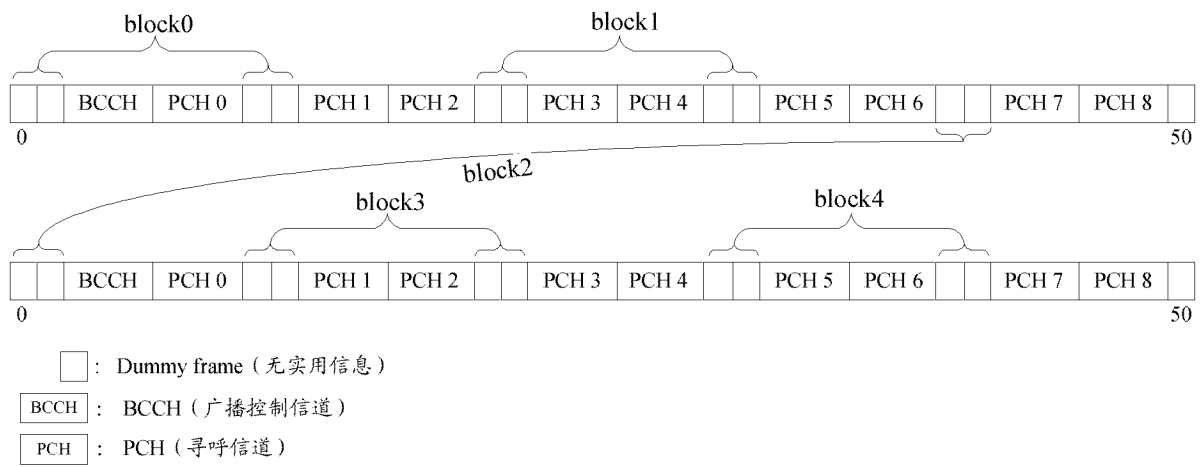 block0 block1
BCCH PCH 0 PCH 1 PCH 2 PCH 3 PCH 4 PCH 5 PCH 6 PCH 7 PCH 8
0 50
block2
block3 block4
BCCH PCH 0 PCH 1 PCH 2 PCH 3 PCH 4 PCH 5 PCH 6 PCH 7 PCH 8
0 50
: Dummy frame（无实用信息）
BCCH : BCCH（广播控制信道）
PCH : PCH（寻呼信道）